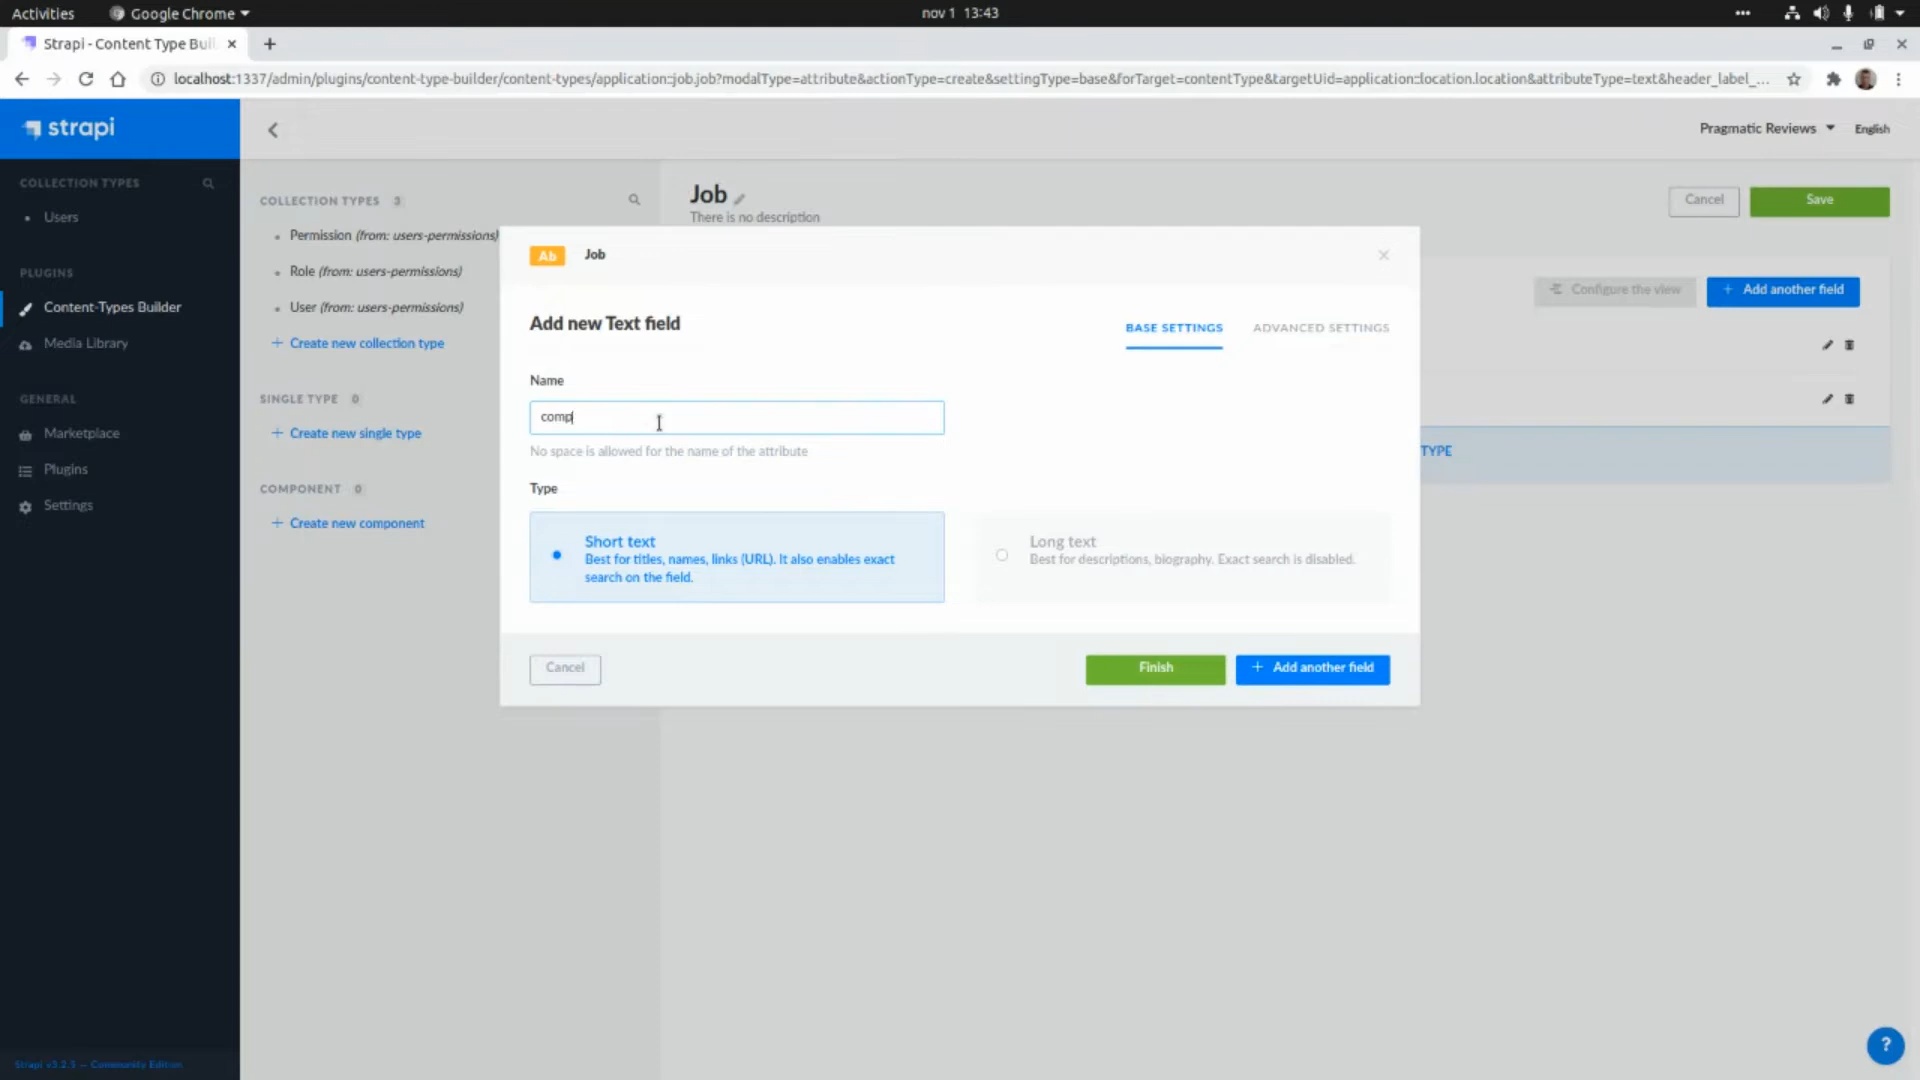 Activities
Google Chrome
nov 1 13:43
Strapi - Content Type Buil
localhost:1337/admin/plugins/content-type-builder/content-types/application::job.job?modalType=attribute&actionType=create&settingType=base&forTarget=contentType&targetUid=application::location.location&attributeType=text&header_label_...
strapi
Pragmatic Reviews
English
COLLECTION TYPES
Users
PLUGINS
Content-Types Builder
Media Library
GENERAL
Marketplace
Plugins
Settings
Strapi v3.2.5 — Community Edition
COLLECTION TYPES 3
Permission (from: users-permissions)
Role (from: users-permissions)
User (from: users-permissions)
+ Create new collection type
SINGLE TYPE 0
+ Create new single type
COMPONENT 0
+ Create new component
Job
There is no description
Cancel
Save
Configure the view
+ Add another field
TYPE
Ab Job
Add new Text field
BASE SETTINGS
ADVANCED SETTINGS
Name
comp
No space is allowed for the name of the attribute
Type
Short text
Best for titles, names, links (URL). It also enables exact
search on the field.
Long text
Best for descriptions, biography. Exact search is disabled.
Cancel
Finish
+ Add another field
?